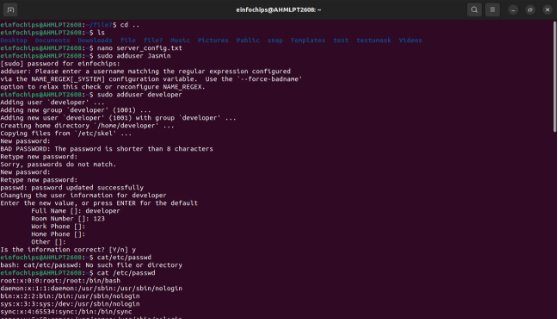 einfochips@AHMLPT2608: ~
einfochips@AHMLPT2608:~/file7$ cd ..
einfochips@AHMLPT2608:~$ ls
Desktop Documents Downloads file file7 Music Pictures Public snap Templates test testamask Videos
einfochips@AHMLPT2608:~$ nano server_config.txt
einfochips@AHMLPT2608:~$ sudo adduser Jasmin
[sudo] password for einfochips:
adduser: Please enter a username matching the regular expression configured
via the NAME_REGEX[_SYSTEM] configuration variable.  Use the `--force-badname'
option to relax this check or reconfigure NAME_REGEX.
einfochips@AHMLPT2608:~$ sudo adduser developer
Adding user `developer' ...
Adding new group `developer' (1001) ...
Adding new user `developer' (1001) with group `developer' ...
Creating home directory `/home/developer' ...
Copying files from `/etc/skel' ...
New password:
BAD PASSWORD: The password is shorter than 8 characters
Retype new password:
Sorry, passwords do not match.
New password:
Retype new password:
passwd: password updated successfully
Changing the user information for developer
Enter the new value, or press ENTER for the default
Full Name []: developer
Room Number []: 123
Work Phone []:
Home Phone []:
Other []:
Is the information correct? [Y/n] y
einfochips@AHMLPT2608:~$ cat/etc/passwd
bash: cat/etc/passwd: No such file or directory
einfochips@AHMLPT2608:~$ cat /etc/passwd
root:x:0:0:root:/root:/bin/bash
daemon:x:1:1:daemon:/usr/sbin:/usr/sbin/nologin
bin:x:2:2:bin:/bin:/usr/sbin/nologin
sys:x:3:3:sys:/dev:/usr/sbin/nologin
sync:x:4:65534:sync:/bin:/bin/sync